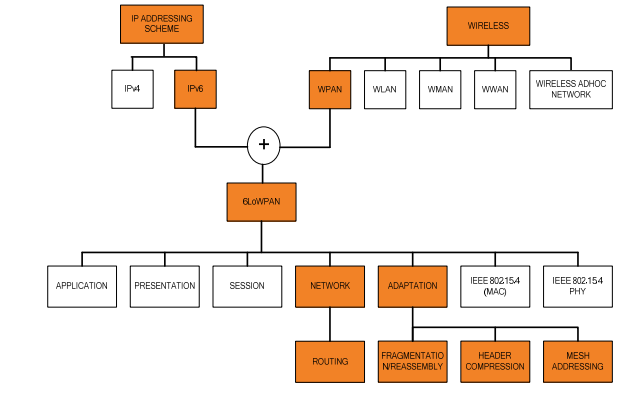 IP ADDRESSING
SCHEME
WIRELESS
IPv4
IPv6
WPAN
WLAN
WMAN
WWAN
WIRELESS ADHOC
NETWORK
+
6LoWPAN
APPLICATION
PRESENTATION
SESSION
NETWORK
ADAPTATION
IEEE 802.15.4
(MAC)
IEEE 802.15.4
PHY
ROUTING
FRAGMENTATIO
N/REASSEMBLY
HEADER
COMPRESSION
MESH
ADDRESSING